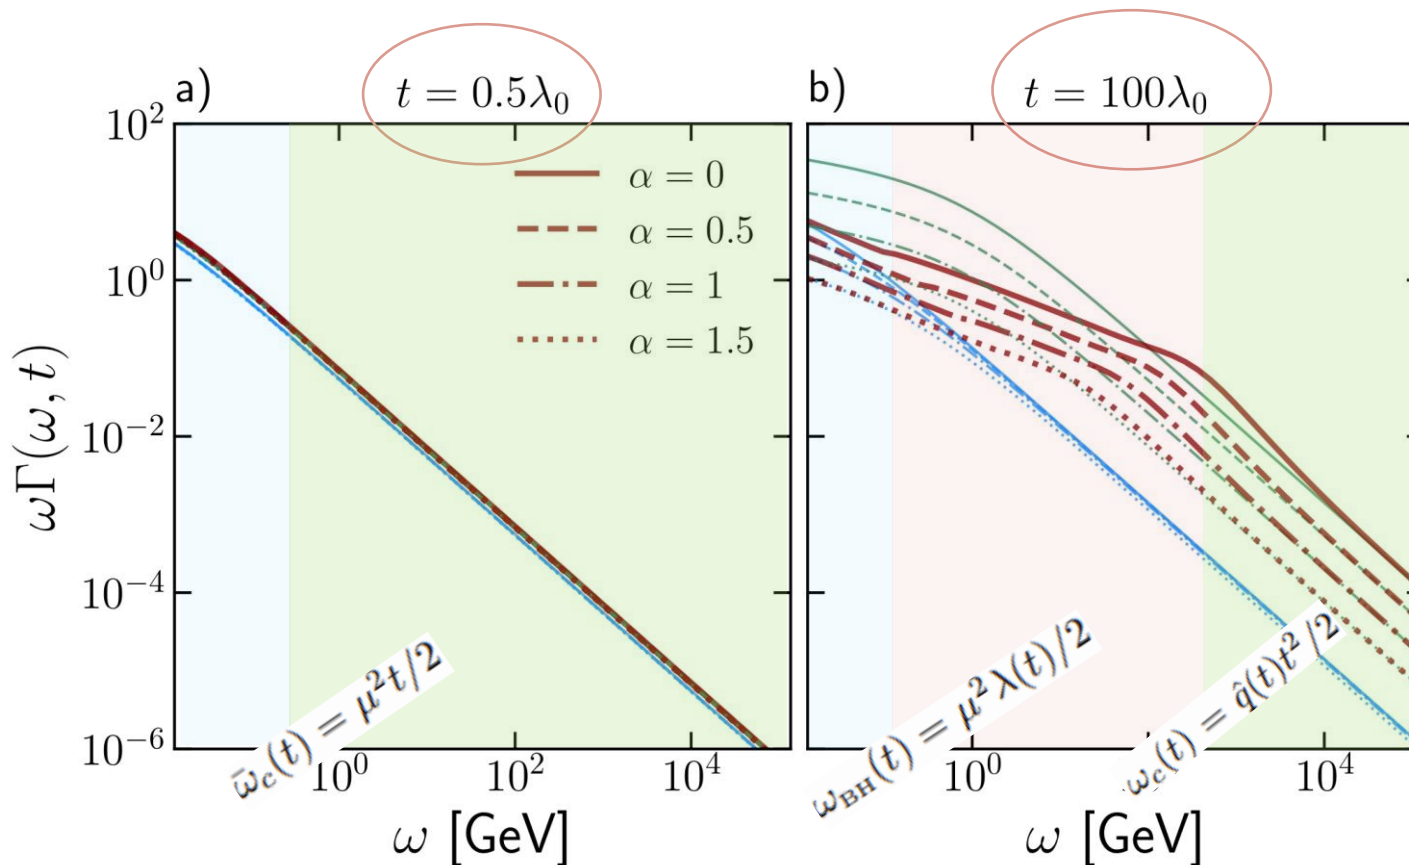 a)
t = 0.5λ₀
b)
t = 100λ₀
10²
10⁰
10⁻²
10⁻⁴
10⁻⁶
ωΓ(ω, t)
α = 0
α = 0.5
α = 1
α = 1.5
ω̄_c(t) = μ²t/2
ω_BH(t) = μ²λ(t)/2
ω_c(t) = q̂(t)t²/2
10⁰ 10² 10⁴
10⁰ 10⁴
ω [GeV]
ω [GeV]